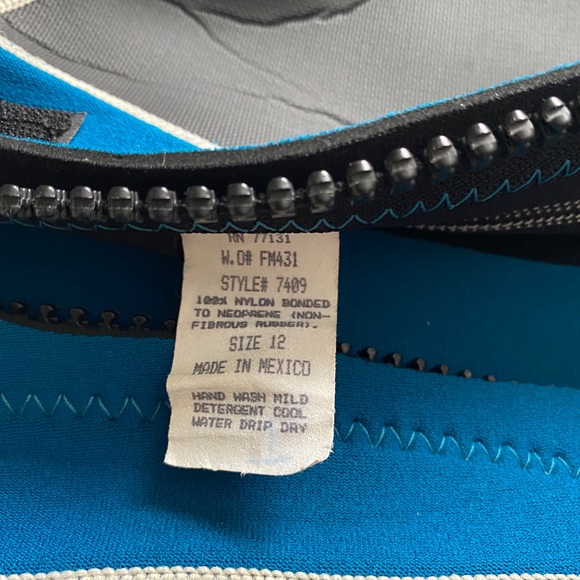 RN 77131
W.O# FM431
STYLE# 7409
100% NYLON BONDED
TO NEOPRENE (NON-
FIBROUS RUBBER).
SIZE 12
MADE IN MEXICO
HAND WASH MILD
DETERGENT COOL
WATER DRIP DRY